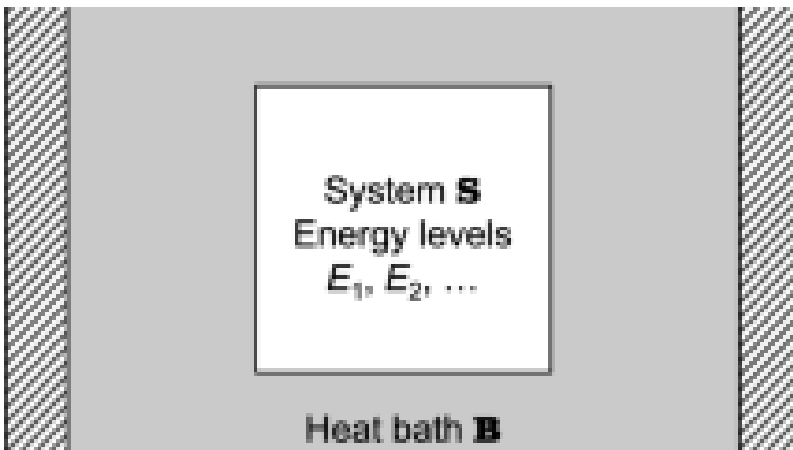 System S
Energy levels
E₁, E₂, ...
Heat bath B